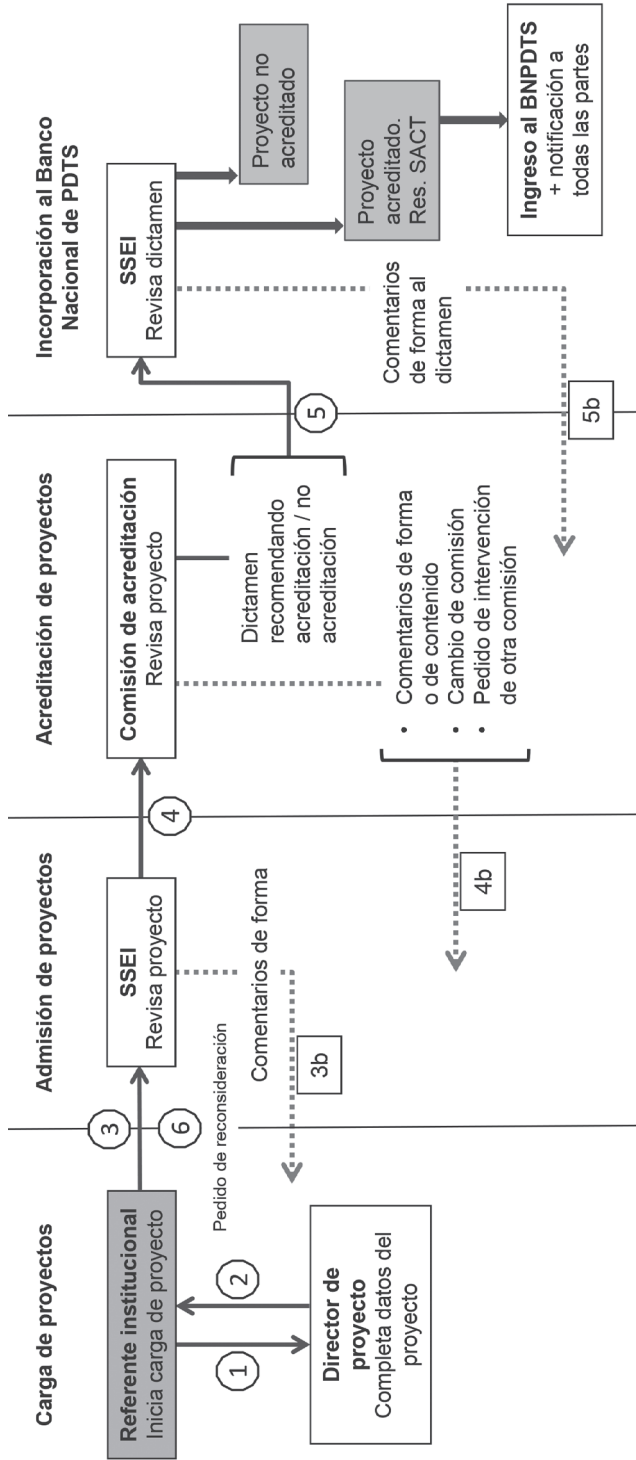 Carga de proyectos
Referente institucional
Inicia carga de proyecto
1
2
Director de
proyecto
Completa datos del
proyecto
3
6
Pedido de reconsideración
Admisión de proyectos
SSEI
Revisa proyecto
Comentarios de forma
3b
4
Acreditación de proyectos
Comisión de acreditación
Revisa proyecto
Dictamen
recomendando
acreditación / no
acreditación
• Comentarios de forma
o de contenido
• Cambio de comisión
• Pedido de intervención
de otra comisión
4b
5
Incorporación al Banco
Nacional de PDTS
SSEI
Revisa dictamen
Comentarios
de forma al
dictamen
5b
Proyecto no
acreditado
Proyecto
acreditado.
Res. SACT
Ingreso al BNPDTS
+ notificación a
todas las partes